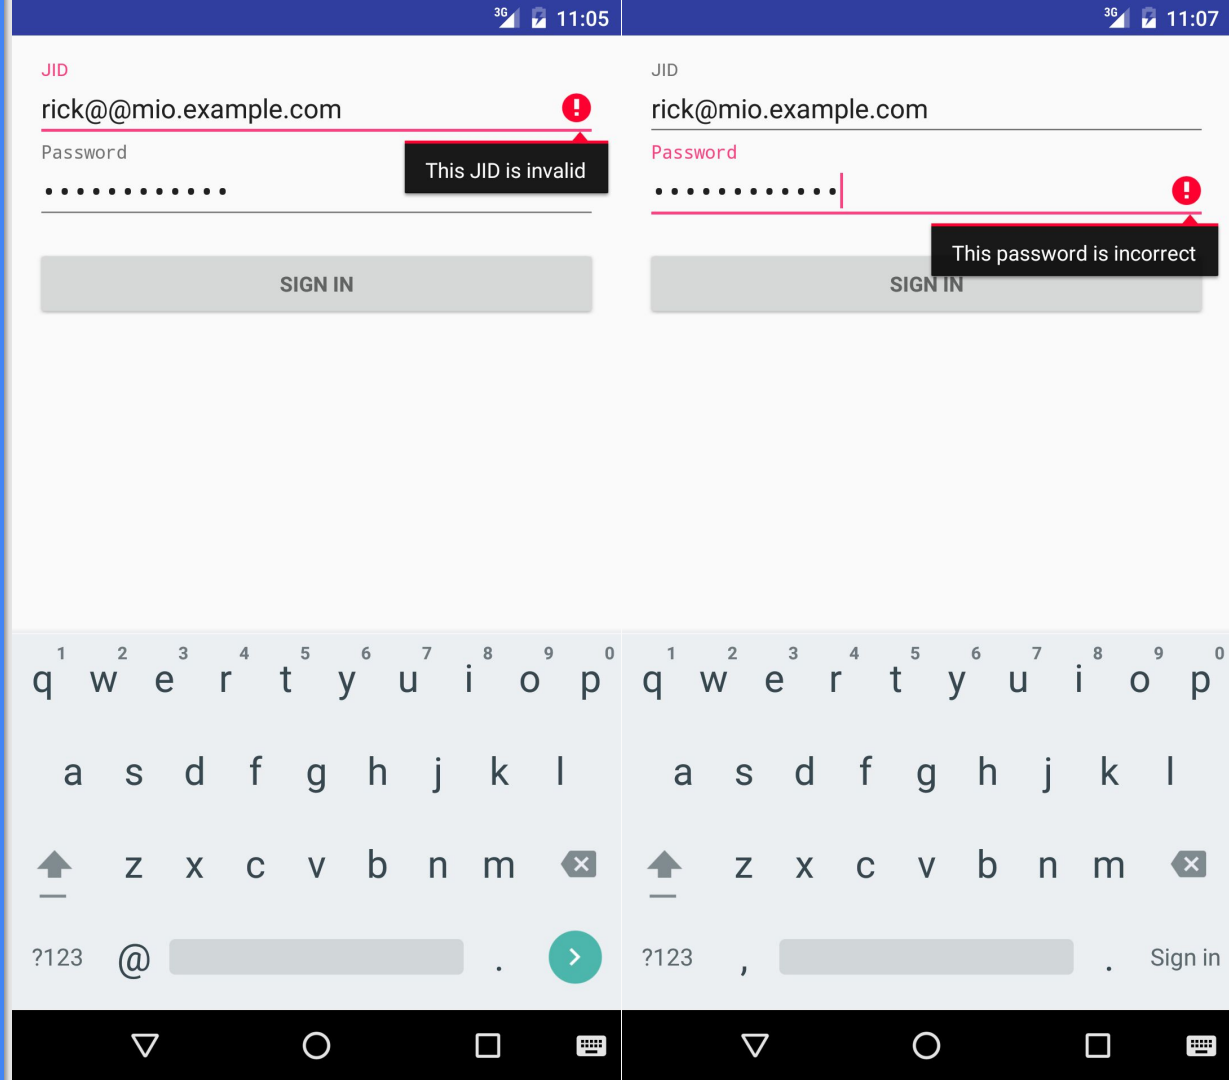 3G 11:05
JID
rick@@mio.example.com
Password
••••••••••••
This JID is invalid
SIGN IN
1 2 3 4 5 6 7 8 9 0
q w e r t y u i o p
a s d f g h j k l
z x c v b n m
?123 @ .
3G 11:07
JID
rick@mio.example.com
Password
••••••••••••
This password is incorrect
SIGN IN
1 2 3 4 5 6 7 8 9 0
q w e r t y u i o p
a s d f g h j k l
z x c v b n m
?123 , . Sign in